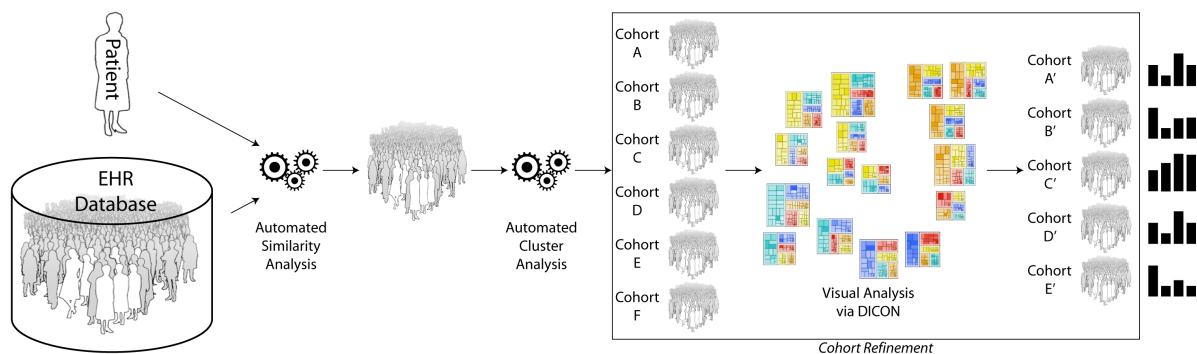 Patient
EHR
Database
Automated
Similarity
Analysis
Automated
Cluster
Analysis
Cohort
A
Cohort
B
Cohort
C
Cohort
D
Cohort
E
Cohort
F
Visual Analysis
via DICON
Cohort
A’
Cohort
B’
Cohort
C’
Cohort
D’
Cohort
E’
Cohort Refinement